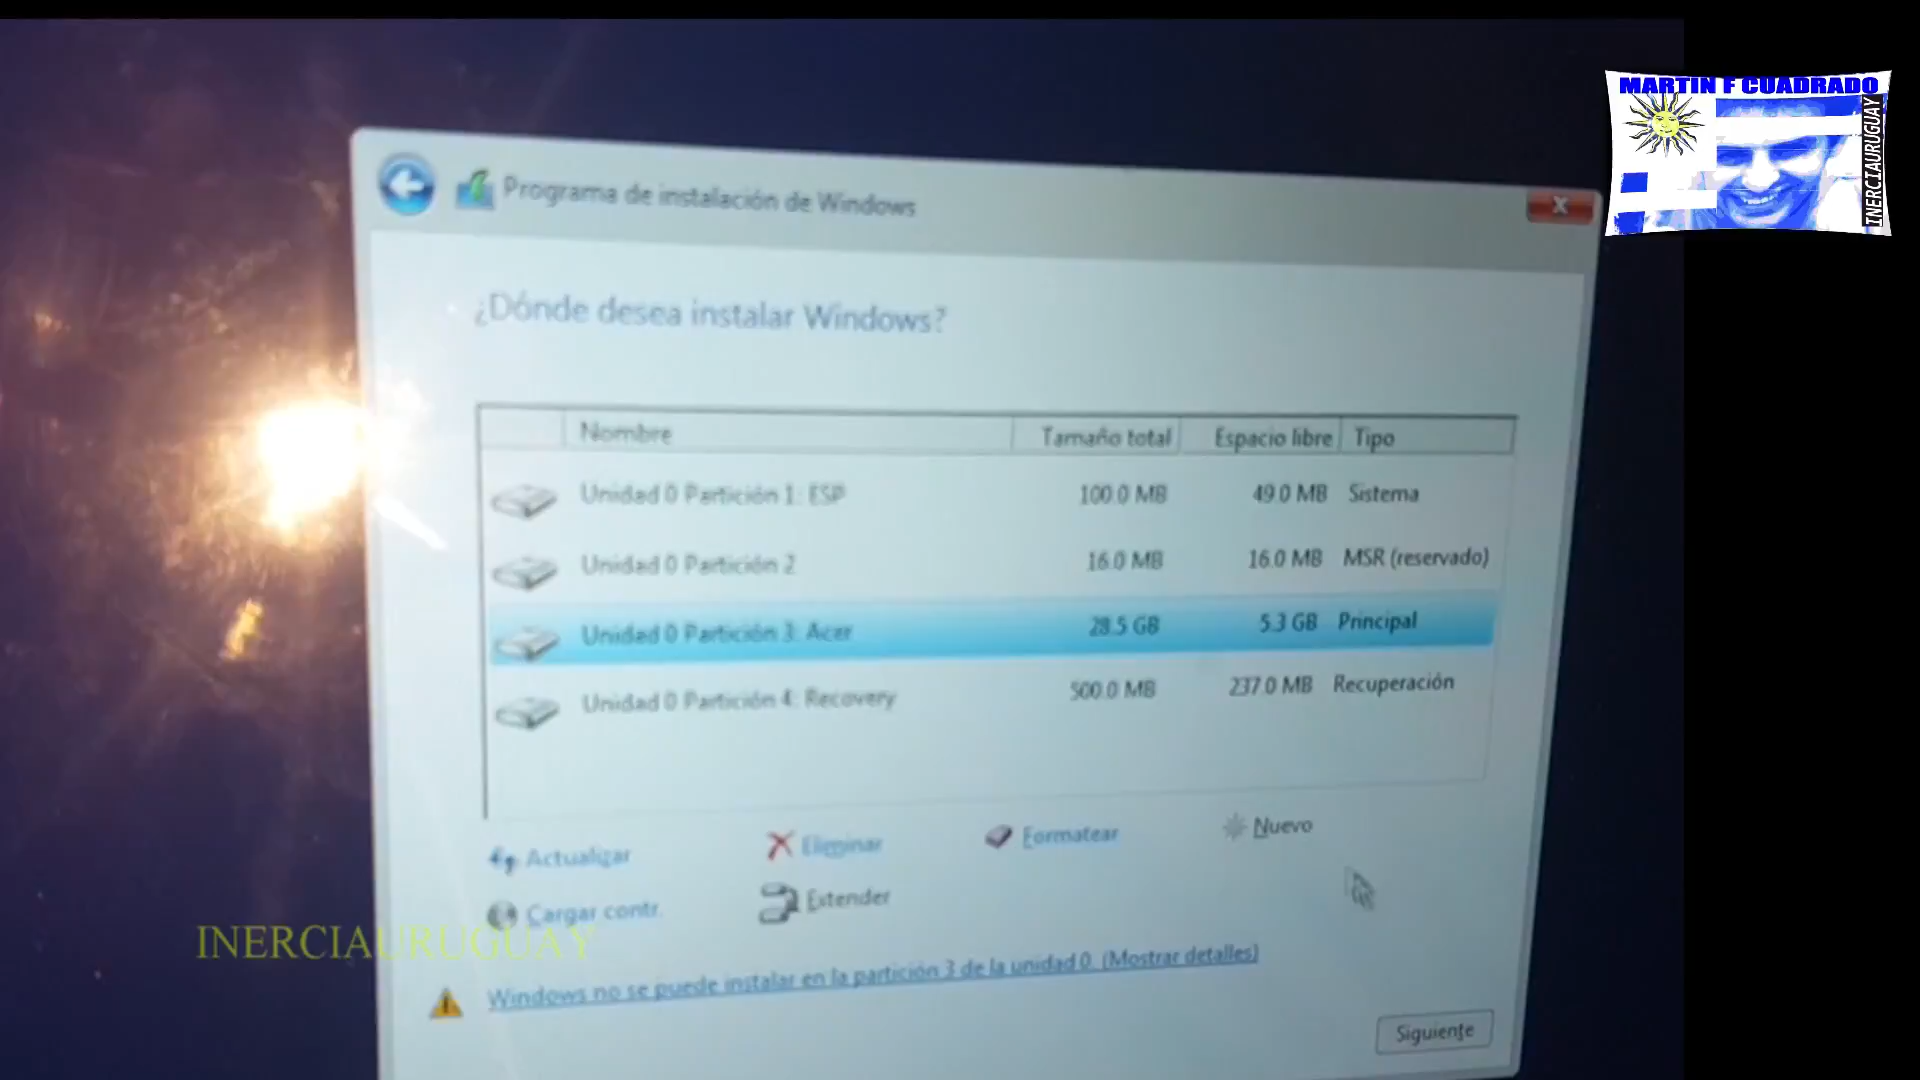 MARTIN F CUADRADO
INERCIAURUGUAY
Programa de instalación de Windows
¿Dónde desea instalar Windows?
Nombre Tamaño total Espacio libre Tipo
Unidad 0 Partición 1: ESP 100.0 MB 49.0 MB Sistema
Unidad 0 Partición 2 16.0 MB 16.0 MB MSR (reservado)
Unidad 0 Partición 3: Acer 28.5 GB 5.3 GB Principal
Unidad 0 Partición 4: Recovery 500.0 MB 237.0 MB Recuperación
Actualizar Eliminar Formatear Nuevo
Cargar contr. Extender
INERCIAURUGUAY
Windows no se puede instalar en la partición 3 de la unidad 0. (Mostrar detalles)
Siguiente